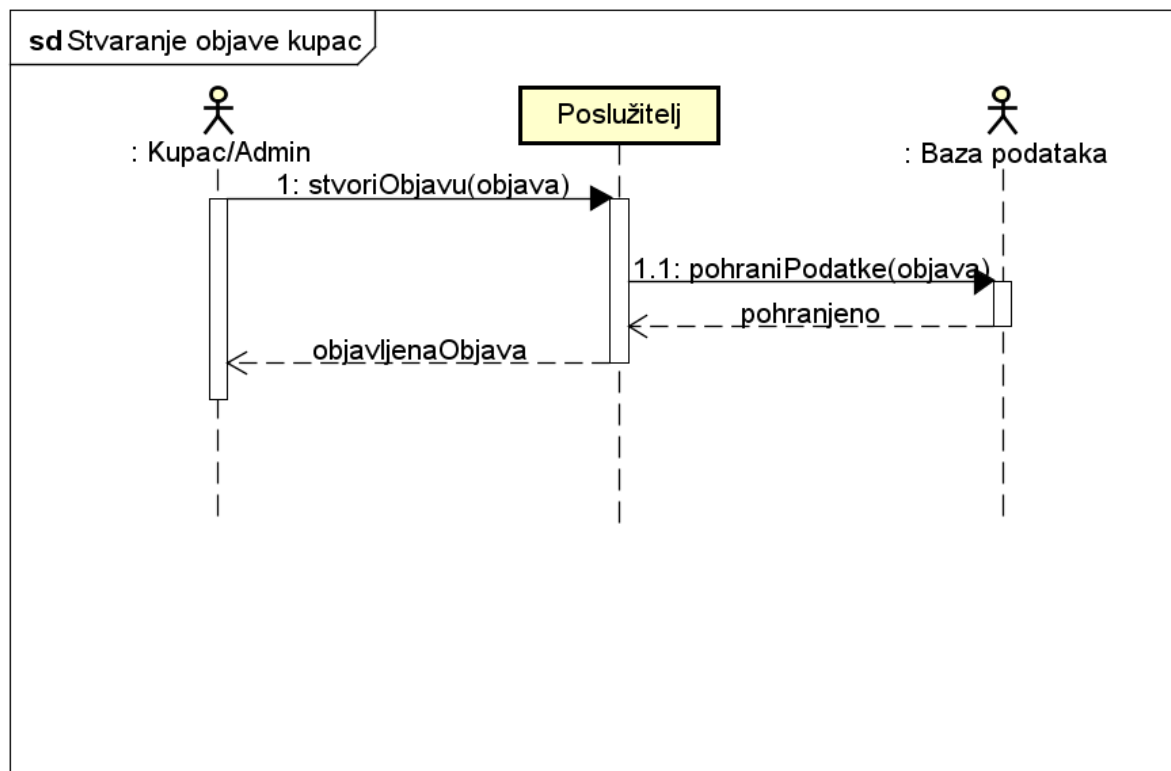 sd Stvaranje objave kupac
: Kupac/Admin
Poslužitelj
: Baza podataka
1: stvoriObjavu(objava)
1.1: pohraniPodatke(objava)
pohranjeno
objavljenaObjava